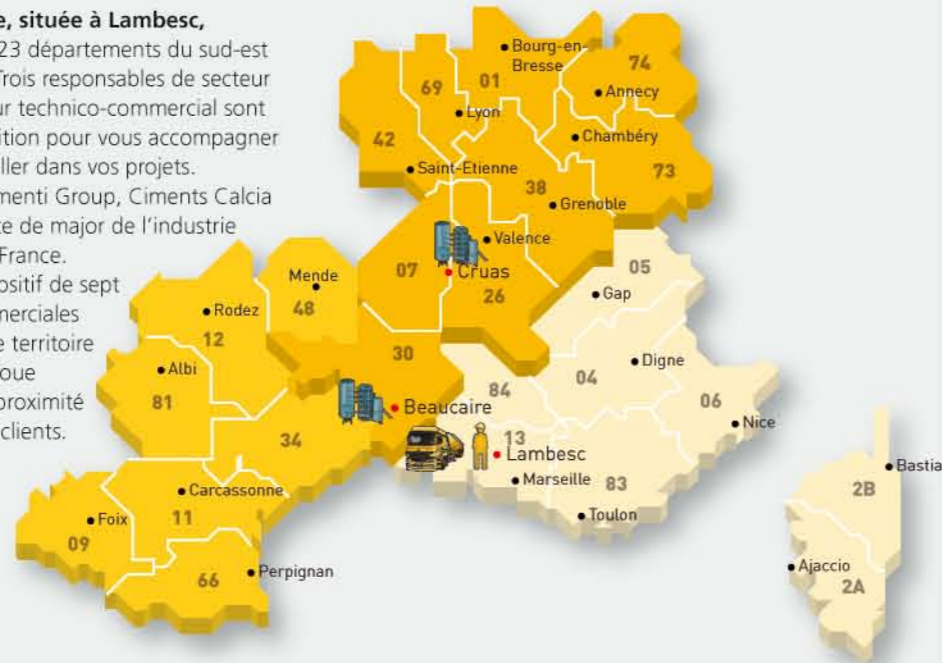 e, située à Lambesc,
23 départements du sud-est
Trois responsables de secteur
ur technico-commercial sont
ition pour vous accompagner
ller dans vos projets.
menti Group, Ciments Calcia
te de major de l'industrie
France.
ositif de sept
merciales
e territoire
oue
proximité
clients.
Bourg-en-
Bresse
74
01
69
Annecy
Lyon
42
Chambéry
Saint-Etienne
73
38
Grenoble
Valence
07
Cruas
26
05
Gap
Mende
48
Rodez
12
30
Digne
04
84
Albi
81
06
Beaucaire
Nice
34
13
Lambesc
Marseille
83
Bastia
2B
Carcassonne
11
Foix
09
Toulon
Perpignan
66
Ajaccio
2A